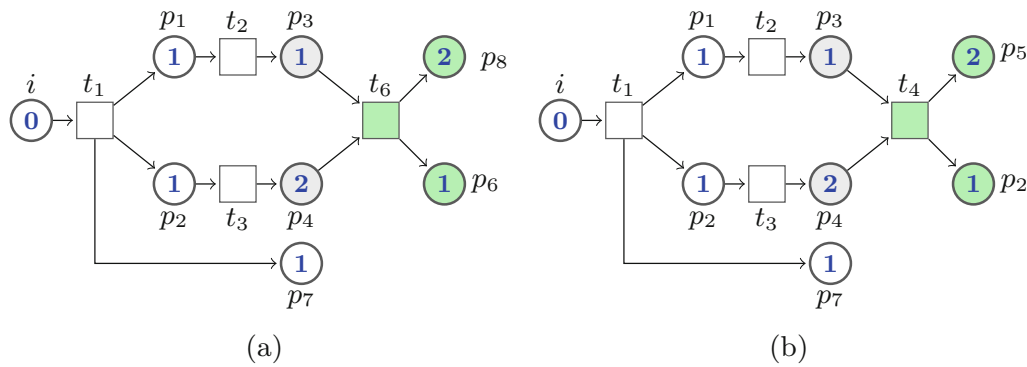 p1 t2 p3 p1 t2 p3
i t1 1 1 t6 2 p8 i t1 1 1 t4 2 p5
0 0
1 2 1 p6 1 2 1 p2
p2 t3 p4 p2 t3 p4
1 1
p7 p7
(a) (b)